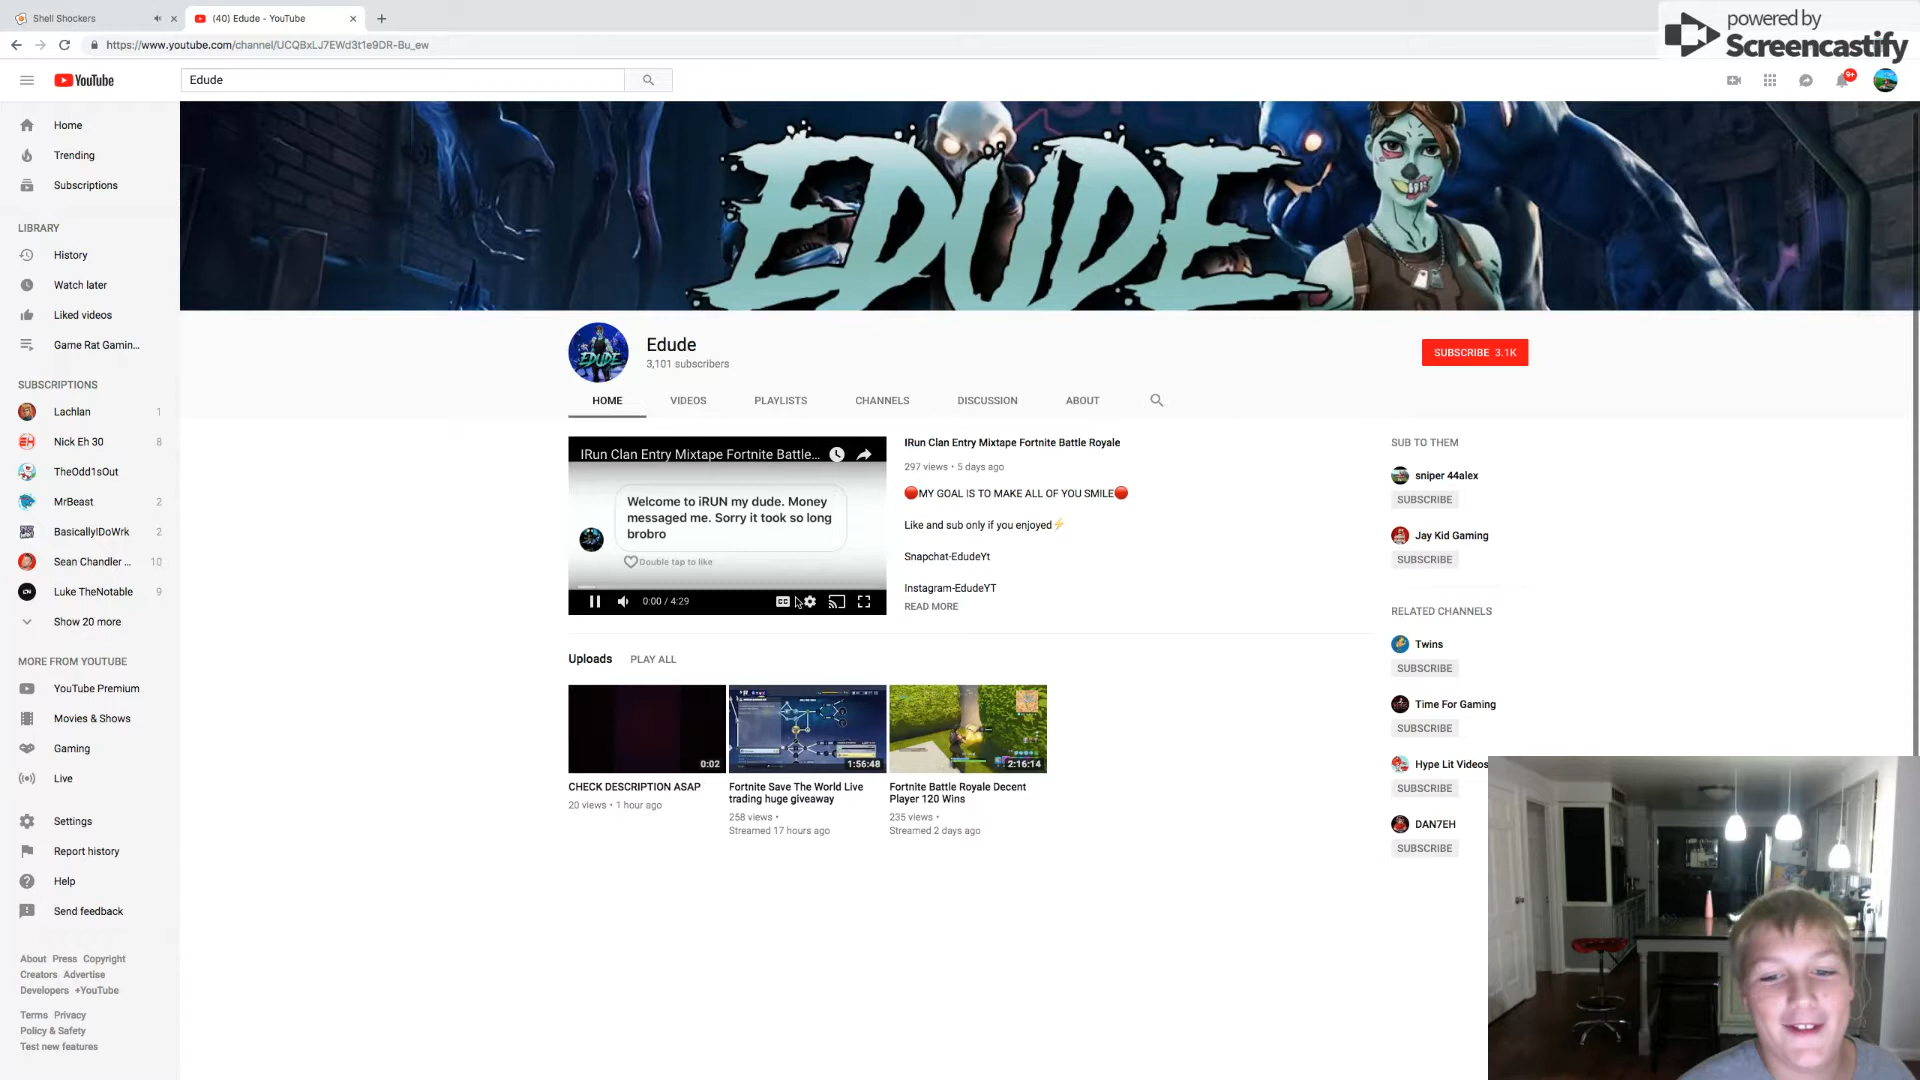 Shell Shockers
(40) Edude - YouTube
powered by
Screencastify
https://www.youtube.com/channel/UCQBxLJ7EWd3t1e9DR-Bu_ew
YouTube
Edude
9+
Home
Trending
Subscriptions
LIBRARY
History
Watch later
Liked videos
Game Rat Gamin...
SUBSCRIPTIONS
Lachlan 1
Nick Eh 30 8
TheOdd1sOut
MrBeast 2
BasicallyIDoWrk 2
Sean Chandler ... 10
Luke TheNotable 9
Show 20 more
MORE FROM YOUTUBE
YouTube Premium
Movies & Shows
Gaming
Live
Settings
Report history
Help
Send feedback
About Press Copyright
Creators Advertise
Developers +YouTube
Terms Privacy
Policy & Safety
Test new features
EDUDE
EDUDE
Edude
3,101 subscribers
SUBSCRIBE 3.1K
HOME VIDEOS PLAYLISTS CHANNELS DISCUSSION ABOUT
IRun Clan Entry Mixtape Fortnite Battle...
Welcome to iRUN my dude. Money
messaged me. Sorry it took so long
brobro
Double tap to like
0:00 / 4:29
CC
IRun Clan Entry Mixtape Fortnite Battle Royale
297 views • 5 days ago
🔴MY GOAL IS TO MAKE ALL OF YOU SMILE🔴
Like and sub only if you enjoyed⚡
Snapchat-EdudeYt
Instagram-EdudeYT
READ MORE
Uploads PLAY ALL
0:02
CHECK DESCRIPTION ASAP
20 views • 1 hour ago
1:56:48
Fortnite Save The World Live
trading huge giveaway
258 views •
Streamed 17 hours ago
2:16:14
Fortnite Battle Royale Decent
Player 120 Wins
235 views •
Streamed 2 days ago
SUB TO THEM
sniper 44alex
SUBSCRIBE
Jay Kid Gaming
SUBSCRIBE
RELATED CHANNELS
Twins
SUBSCRIBE
Time For Gaming
SUBSCRIBE
Hype Lit Videos
SUBSCRIBE
DAN7EH
SUBSCRIBE